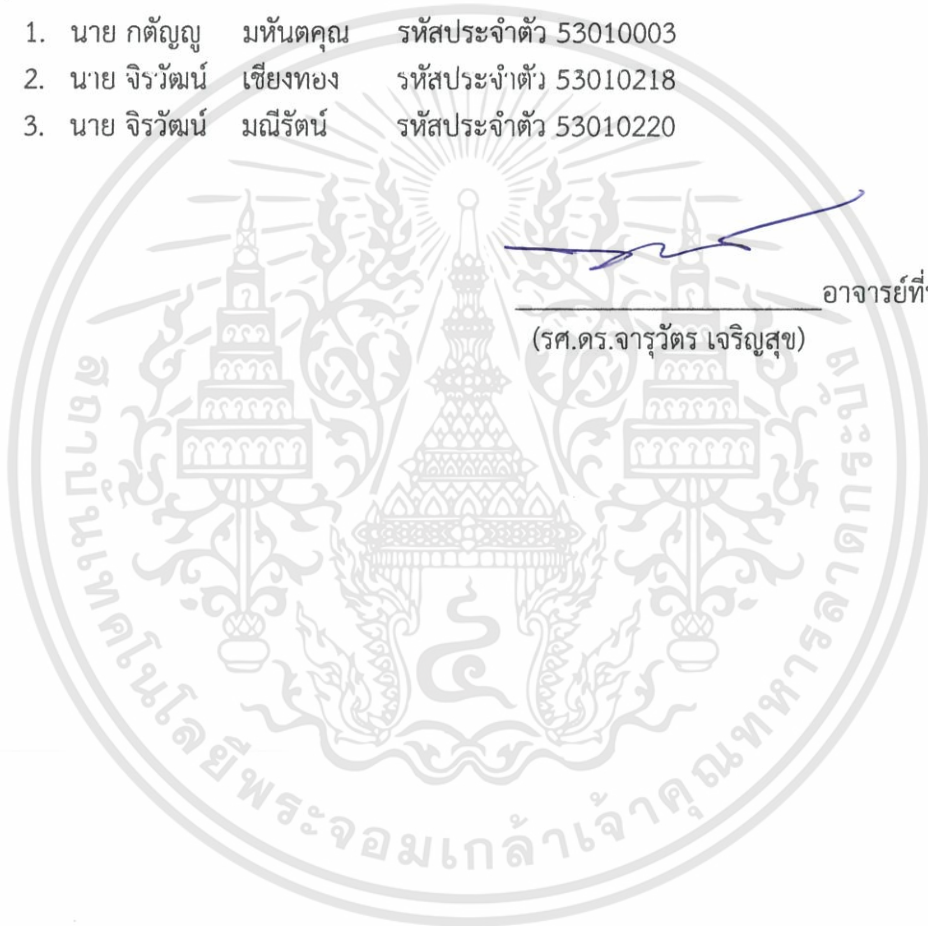 1. นาย กตัญญู มหันตคุณ รหัสประจำตัว 53010003
2. นาย จิรวัฒน์ เชียงทอง รหัสประจำตัว 53010218
3. นาย จิรวัฒน์ มณีรัตน์ รหัสประจำตัว 53010220
อาจารย์ที่
(รศ.ดร.จารุวัตร เจริญสุข)
สถาบันเทคโนโลยีพระจอมเกล้าเจ้าคุณทหารลาดกระบัง